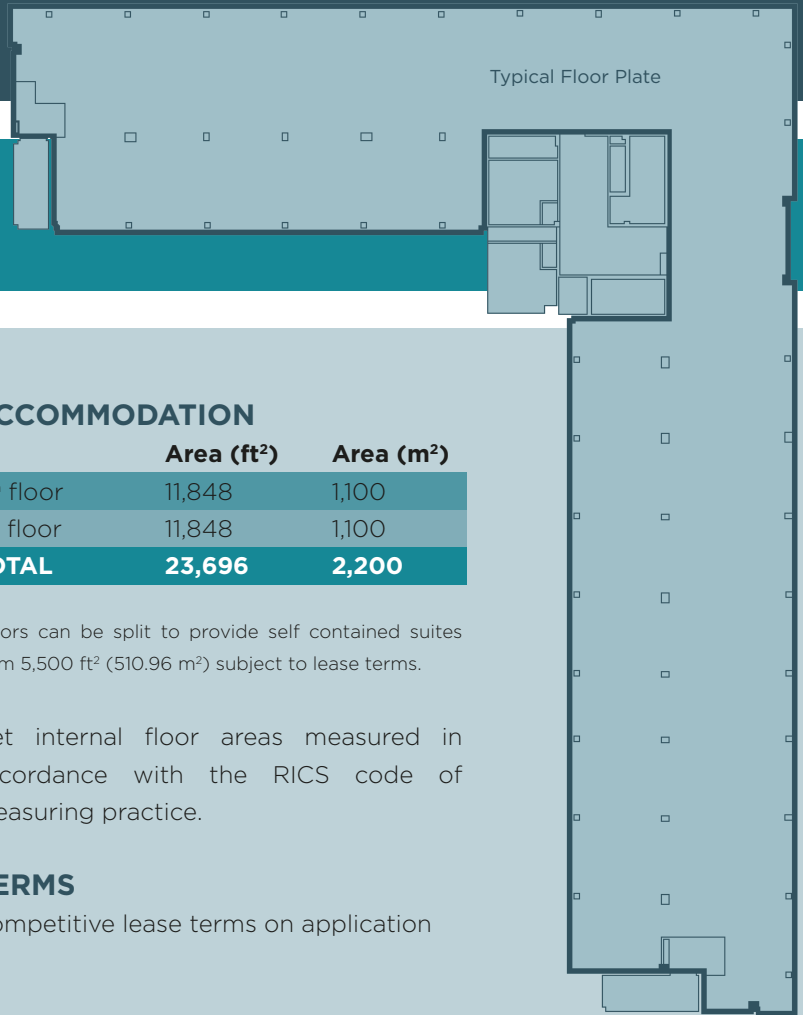 Typical Floor Plate
CCOMMODATION
Area (ft²) Area (m²)
floor 11,848 1,100
floor 11,848 1,100
OTAL 23,696 2,200
ors can be split to provide self contained suites
m 5,500 ft² (510.96 m²) subject to lease terms.
et internal floor areas measured in
cordance with the RICS code of
easuring practice.
ERMS
ompetitive lease terms on application